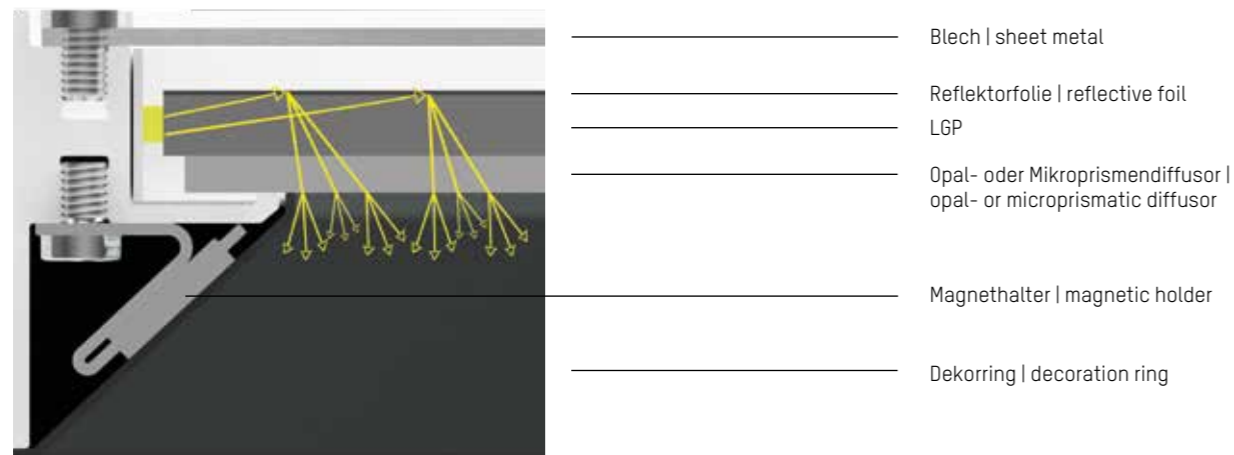 Blech | sheet metal
Reflektorfolie | reflective foil
LGP
Opal- oder Mikroprismendiffusor |
opal- or microprismatic diffusor
Magnethalter | magnetic holder
Dekorring | decoration ring